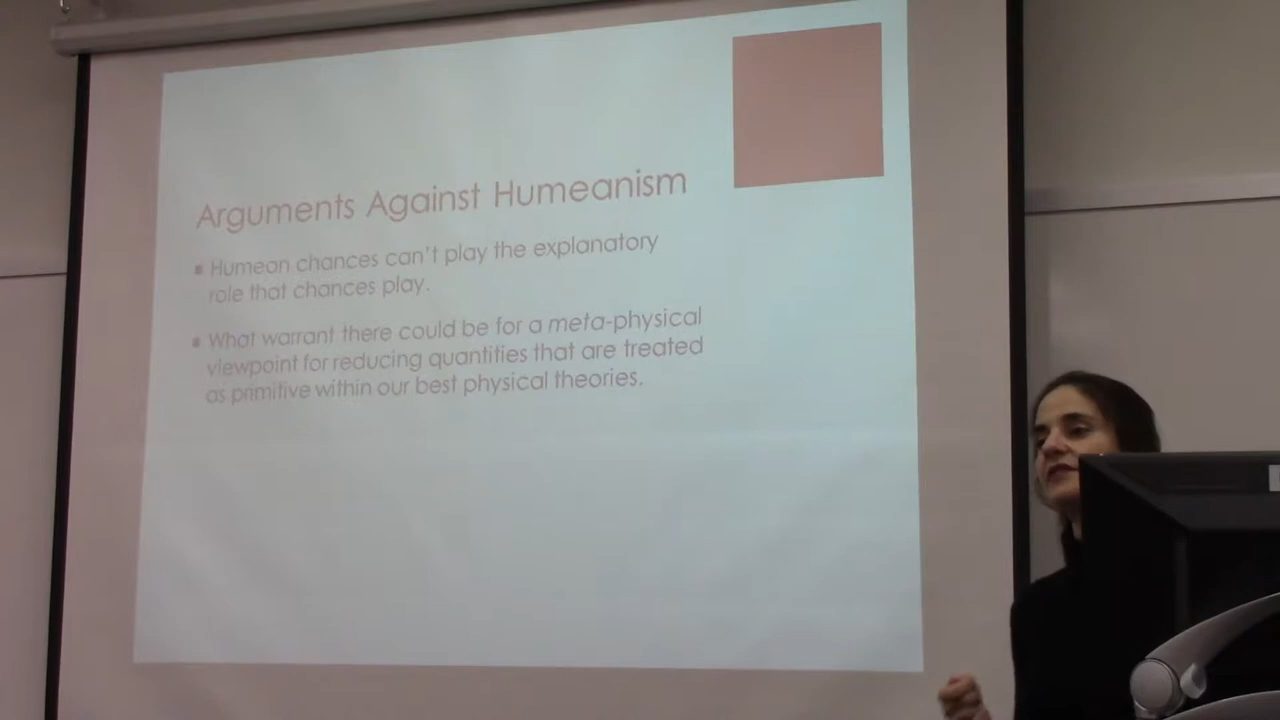 Arguments Against Humeanism
▪ Humean chances can't play the explanatory
role that chances play.
▪ What warrant there could be for a meta-physical
viewpoint for reducing quantities that are treated
as primitive within our best physical theories.